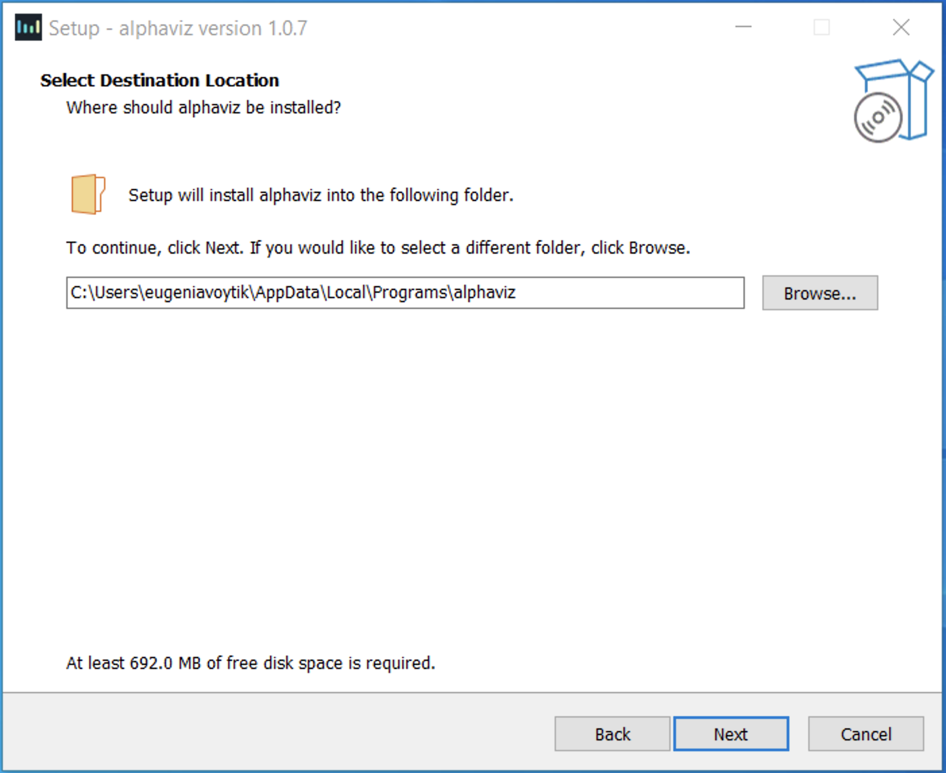 Setup - alphaviz version 1.0.7
Select Destination Location
Where should alphaviz be installed?
Setup will install alphaviz into the following folder.
To continue, click Next. If you would like to select a different folder, click Browse.
C:\Users\eugeniavoytik\AppData\Local\Programs\alphaviz
Browse...
At least 692.0 MB of free disk space is required.
Back
Next
Cancel